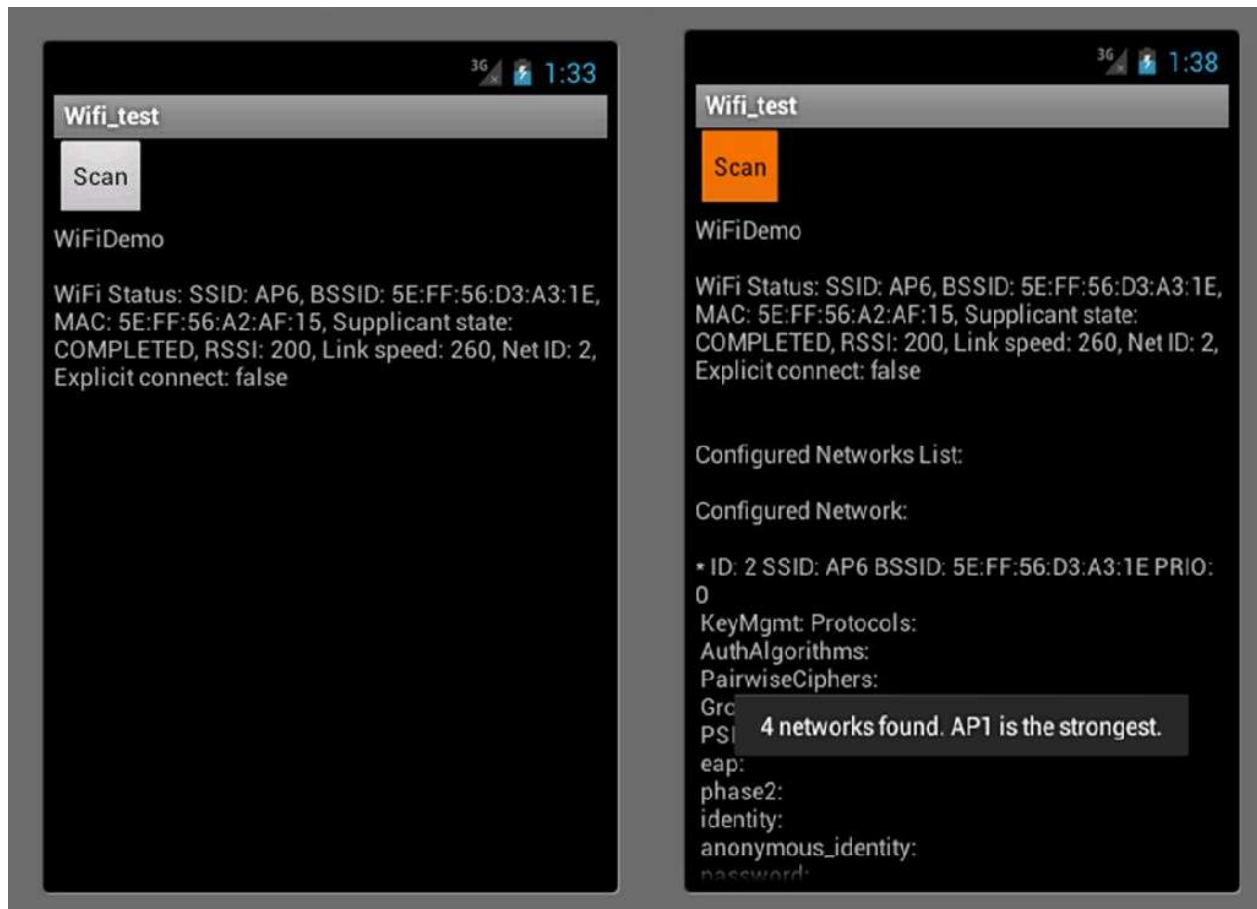 3G 1:33
Wifi_test
Scan
WiFiDemo
WiFi Status: SSID: AP6, BSSID: 5E:FF:56:D3:A3:1E,
MAC: 5E:FF:56:A2:AF:15, Supplicant state:
COMPLETED, RSSI: 200, Link speed: 260, Net ID: 2,
Explicit connect: false
3G 1:38
Wifi_test
Scan
WiFiDemo
WiFi Status: SSID: AP6, BSSID: 5E:FF:56:D3:A3:1E,
MAC: 5E:FF:56:A2:AF:15, Supplicant state:
COMPLETED, RSSI: 200, Link speed: 260, Net ID: 2,
Explicit connect: false
Configured Networks List:
Configured Network:
* ID: 2 SSID: AP6 BSSID: 5E:FF:56:D3:A3:1E PRIO:
0
KeyMgmt: Protocols:
AuthAlgorithms:
PairwiseCiphers:
4 networks found. AP1 is the strongest.
eap:
phase2:
identity:
anonymous_identity:
password: